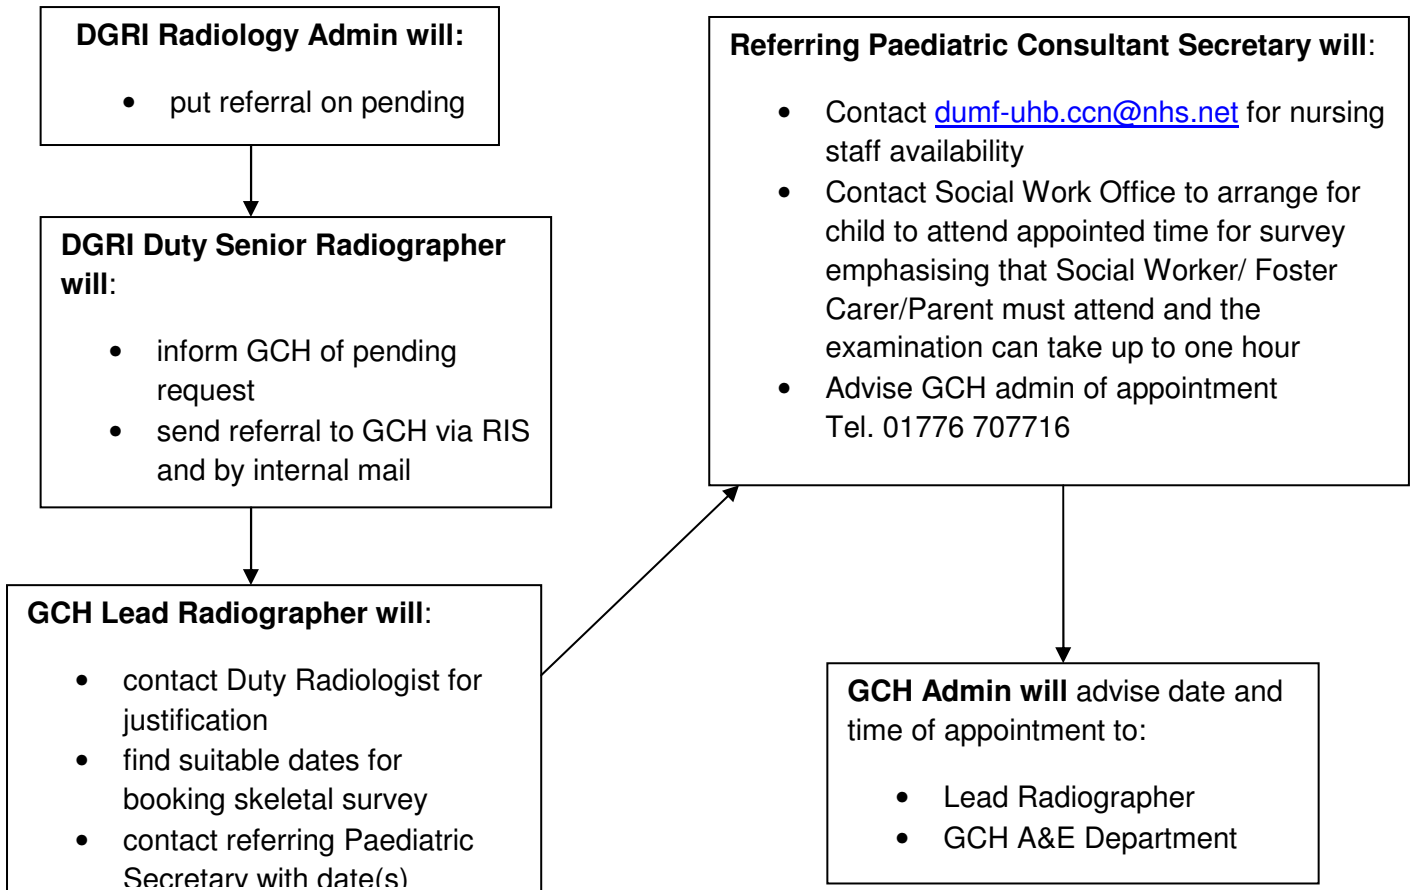 DGRI Radiology Admin will:
• put referral on pending
DGRI Duty Senior Radiographer
will:
• inform GCH of pending
request
• send referral to GCH via RIS
and by internal mail
GCH Lead Radiographer will:
• contact Duty Radiologist for
justification
• find suitable dates for
booking skeletal survey
• contact referring Paediatric
Secretary with date(s)
Referring Paediatric Consultant Secretary will:
• Contact dumf-uhb.ccn@nhs.net for nursing
staff availability
• Contact Social Work Office to arrange for
child to attend appointed time for survey
emphasising that Social Worker/ Foster
Carer/Parent must attend and the
examination can take up to one hour
• Advise GCH admin of appointment
Tel. 01776 707716
GCH Admin will advise date and
time of appointment to:
• Lead Radiographer
• GCH A&E Department